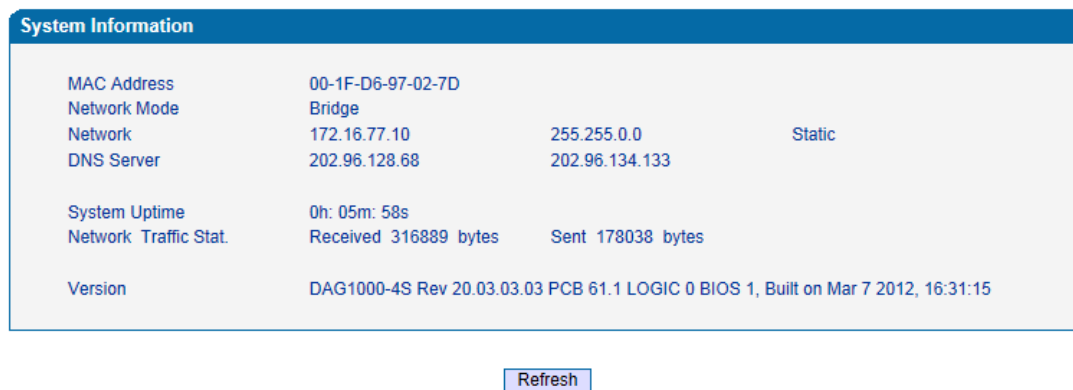 System Information
MAC Address 00-1F-D6-97-02-7D
Network Mode Bridge
Network 172.16.77.10 255.255.0.0 Static
DNS Server 202.96.128.68 202.96.134.133
System Uptime 0h: 05m: 58s
Network Traffic Stat. Received 316889 bytes Sent 178038 bytes
Version DAG1000-4S Rev 20.03.03.03 PCB 61.1 LOGIC 0 BIOS 1, Built on Mar 7 2012, 16:31:15
Refresh